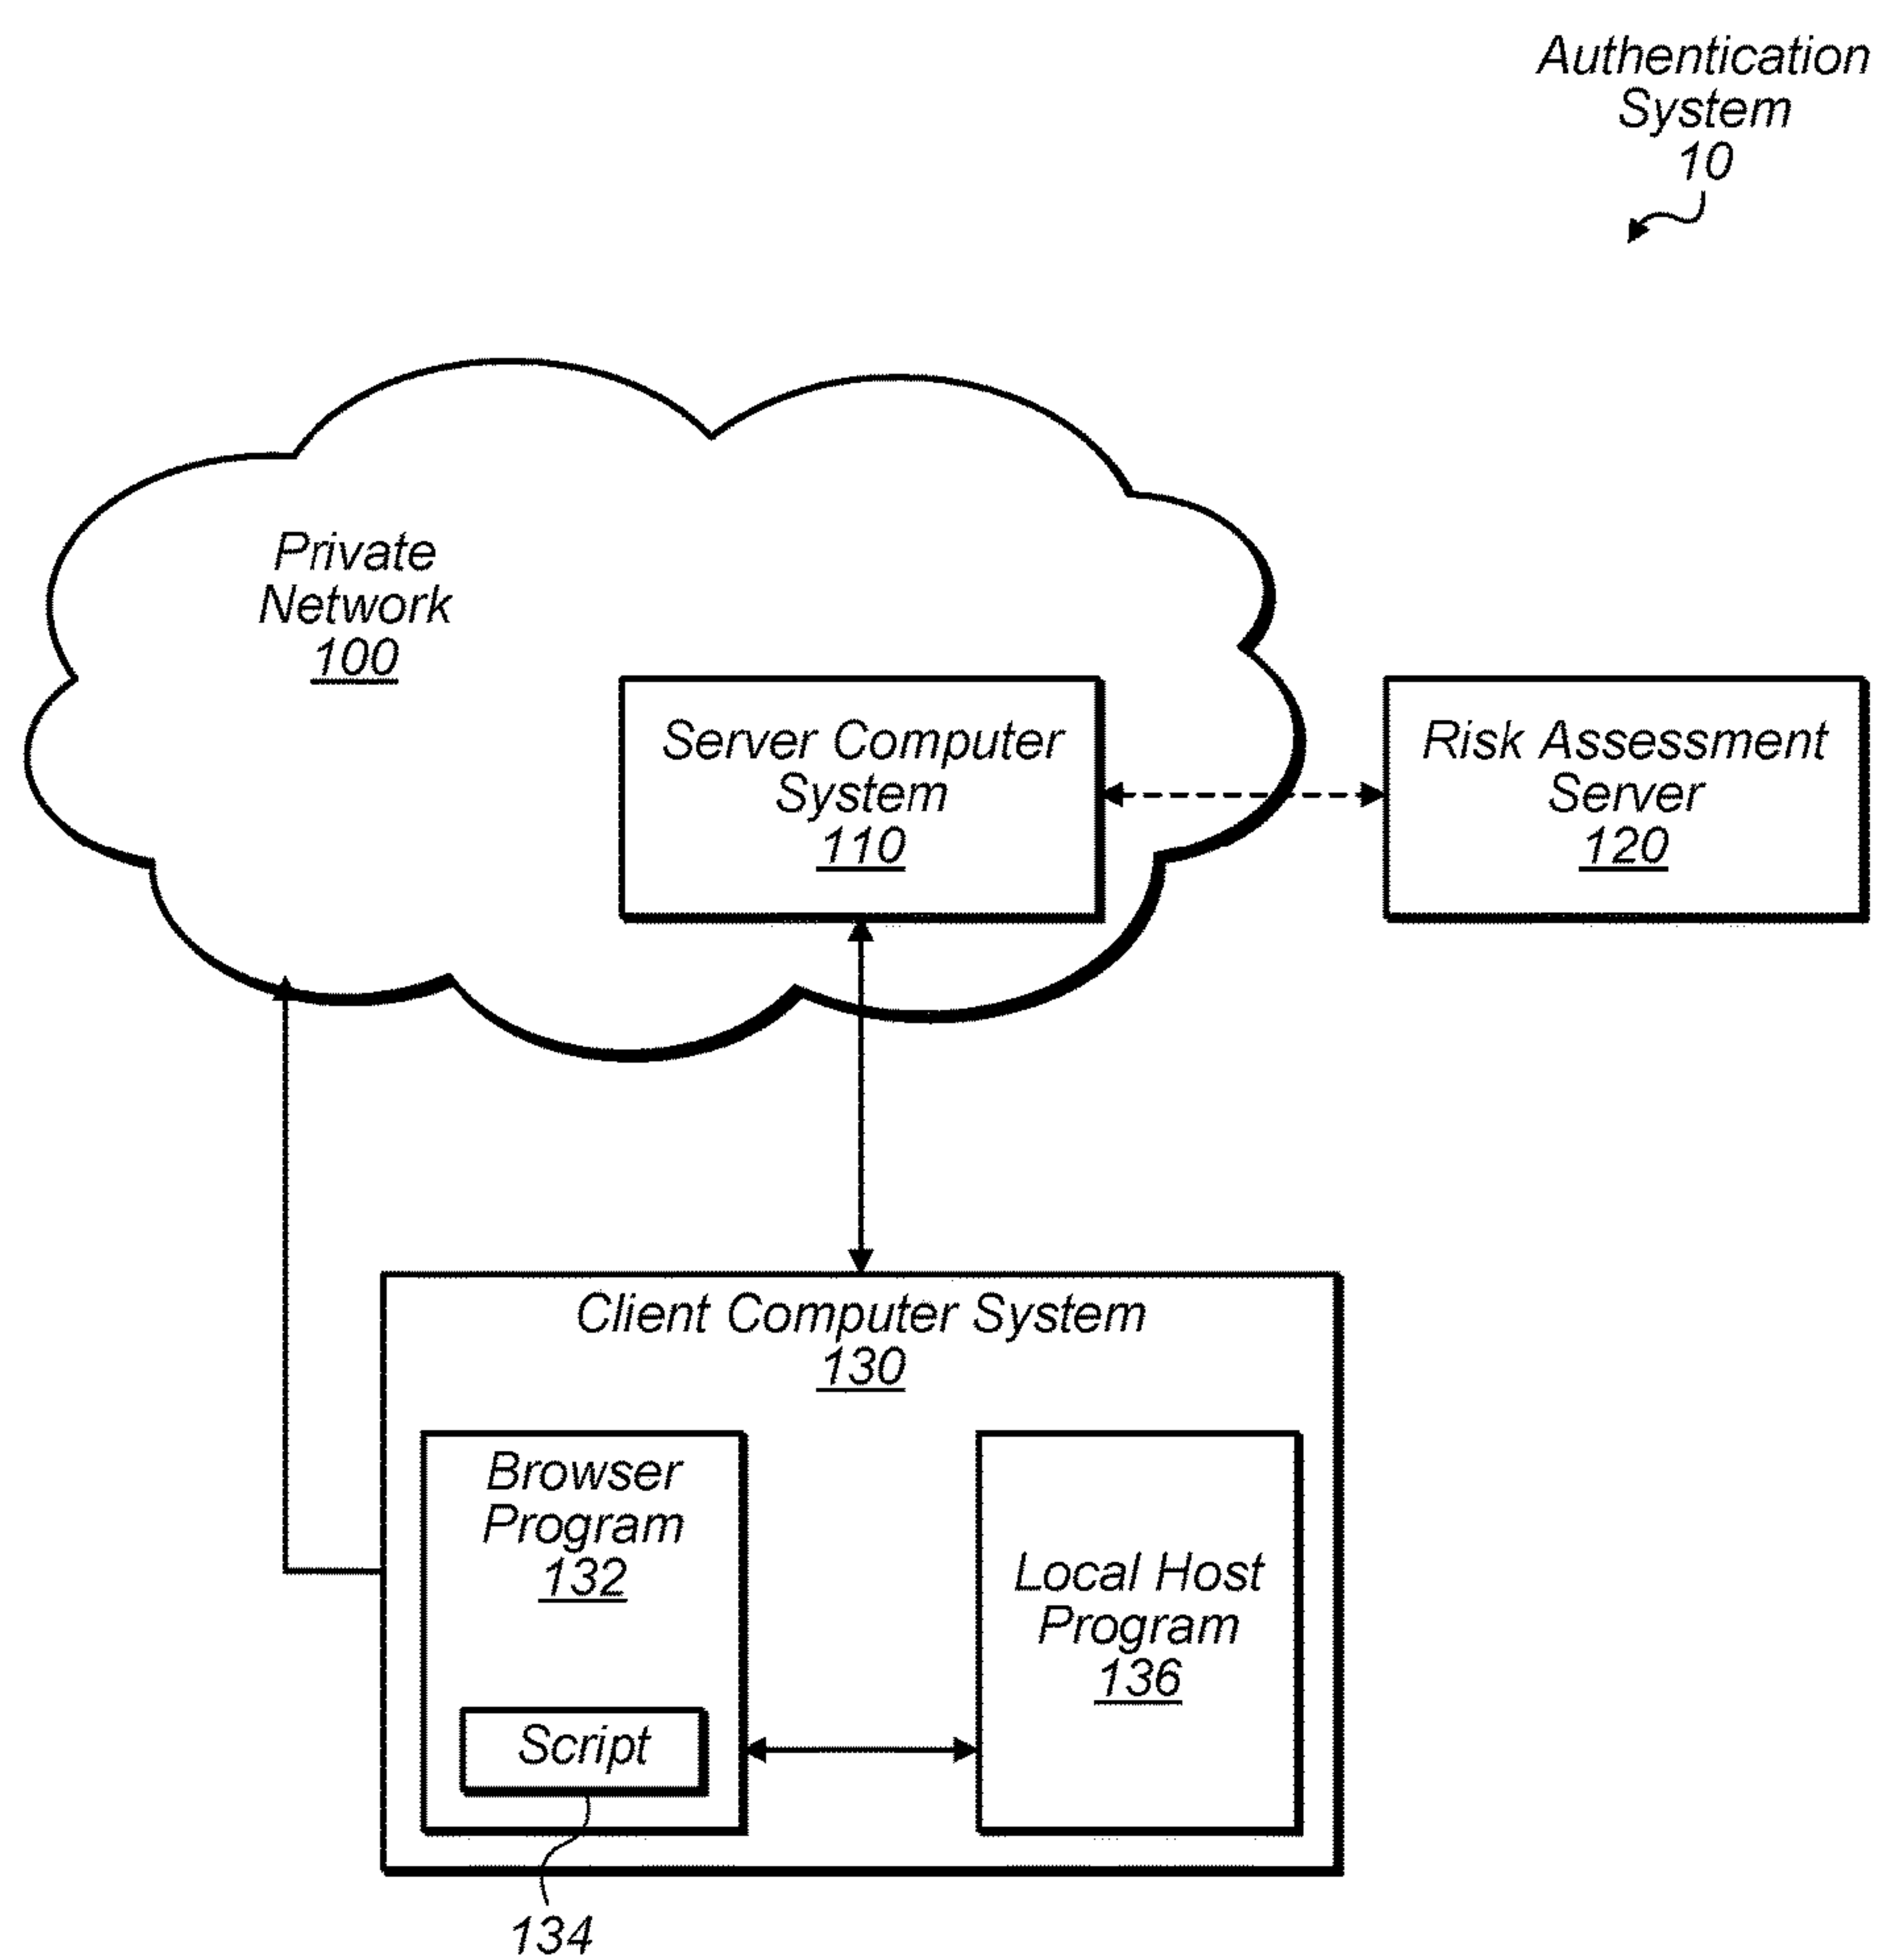 Authentication
System
10
Private
Network
100
Server Computer
System
110
Risk Assessment
Server
120
Client Computer System
130
Browser
Program
132
Script
134
Local Host
Program
136